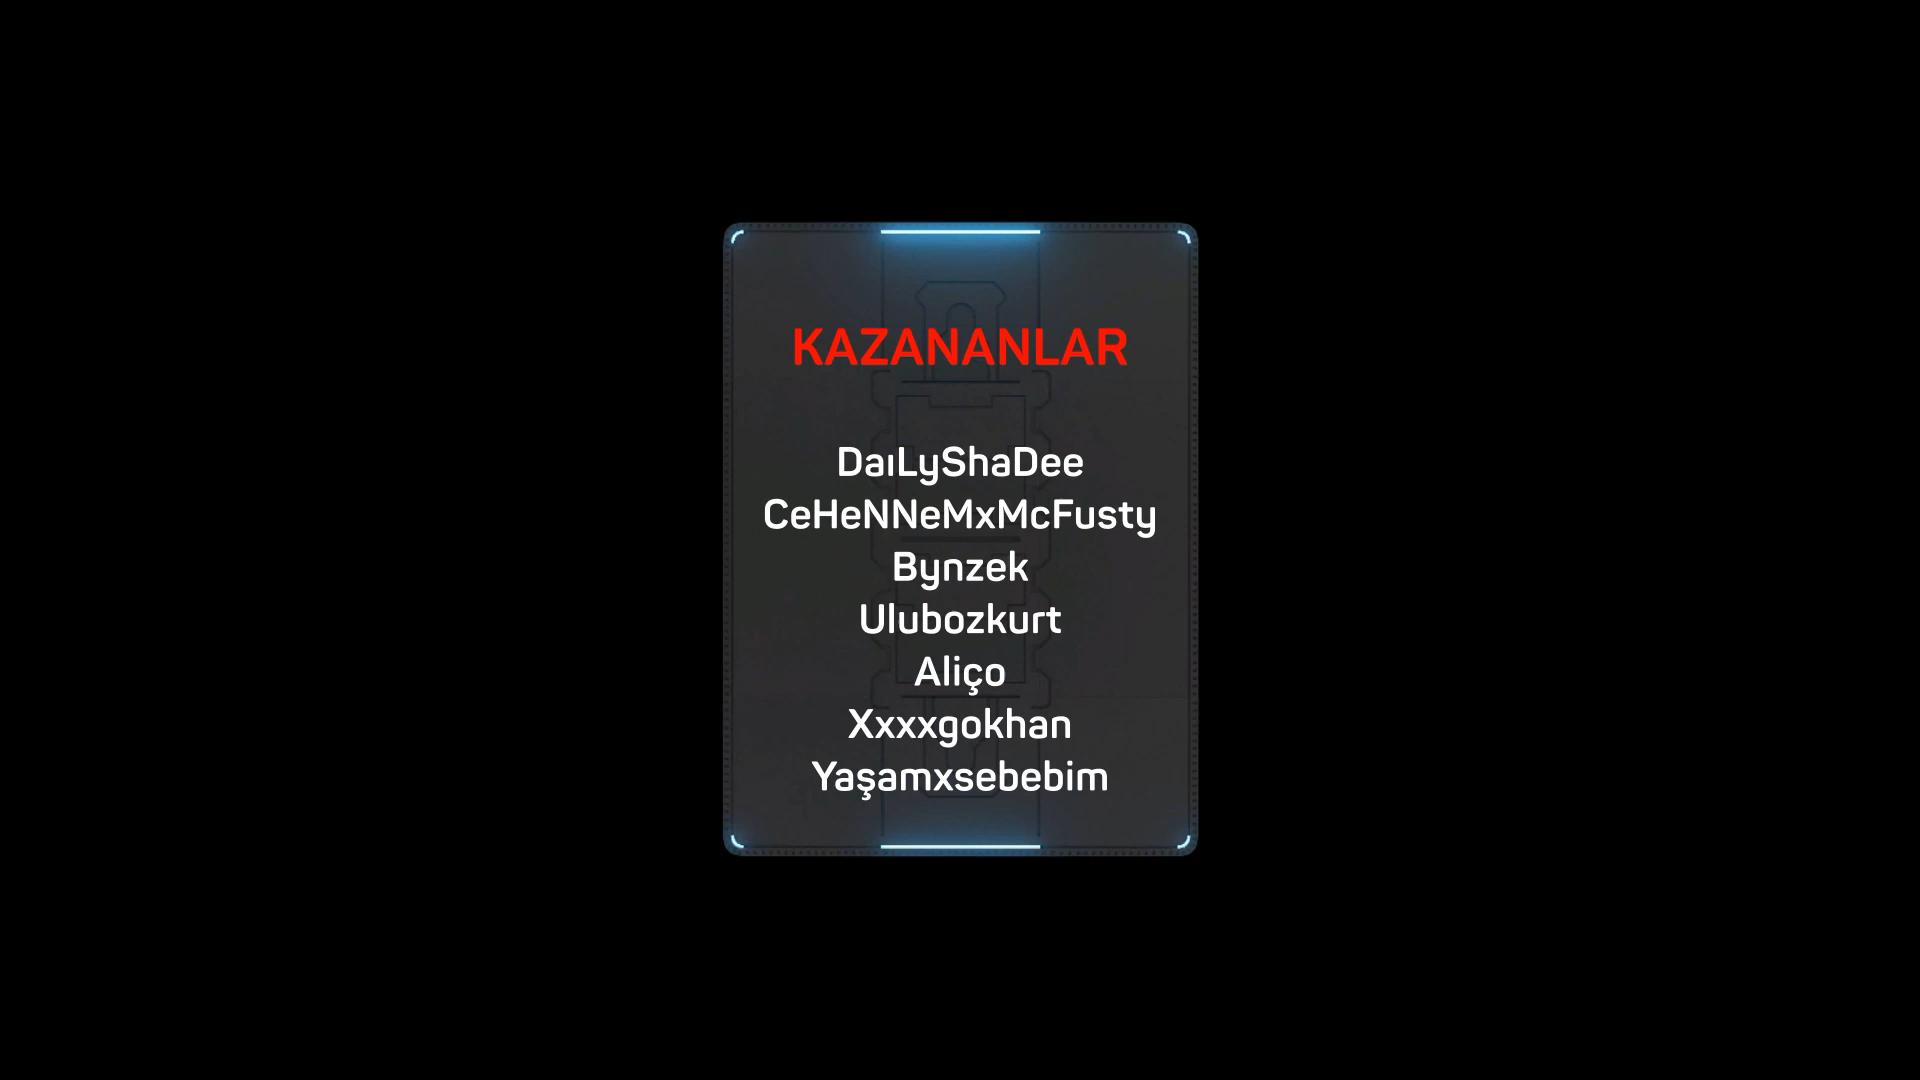 KAZANANLAR
DaıLyShaDee
CeHeNNeMxMcFusty
Bynzek
Ulubozkurt
Aliço
Xxxxgokhan
Yaşamxsebebim